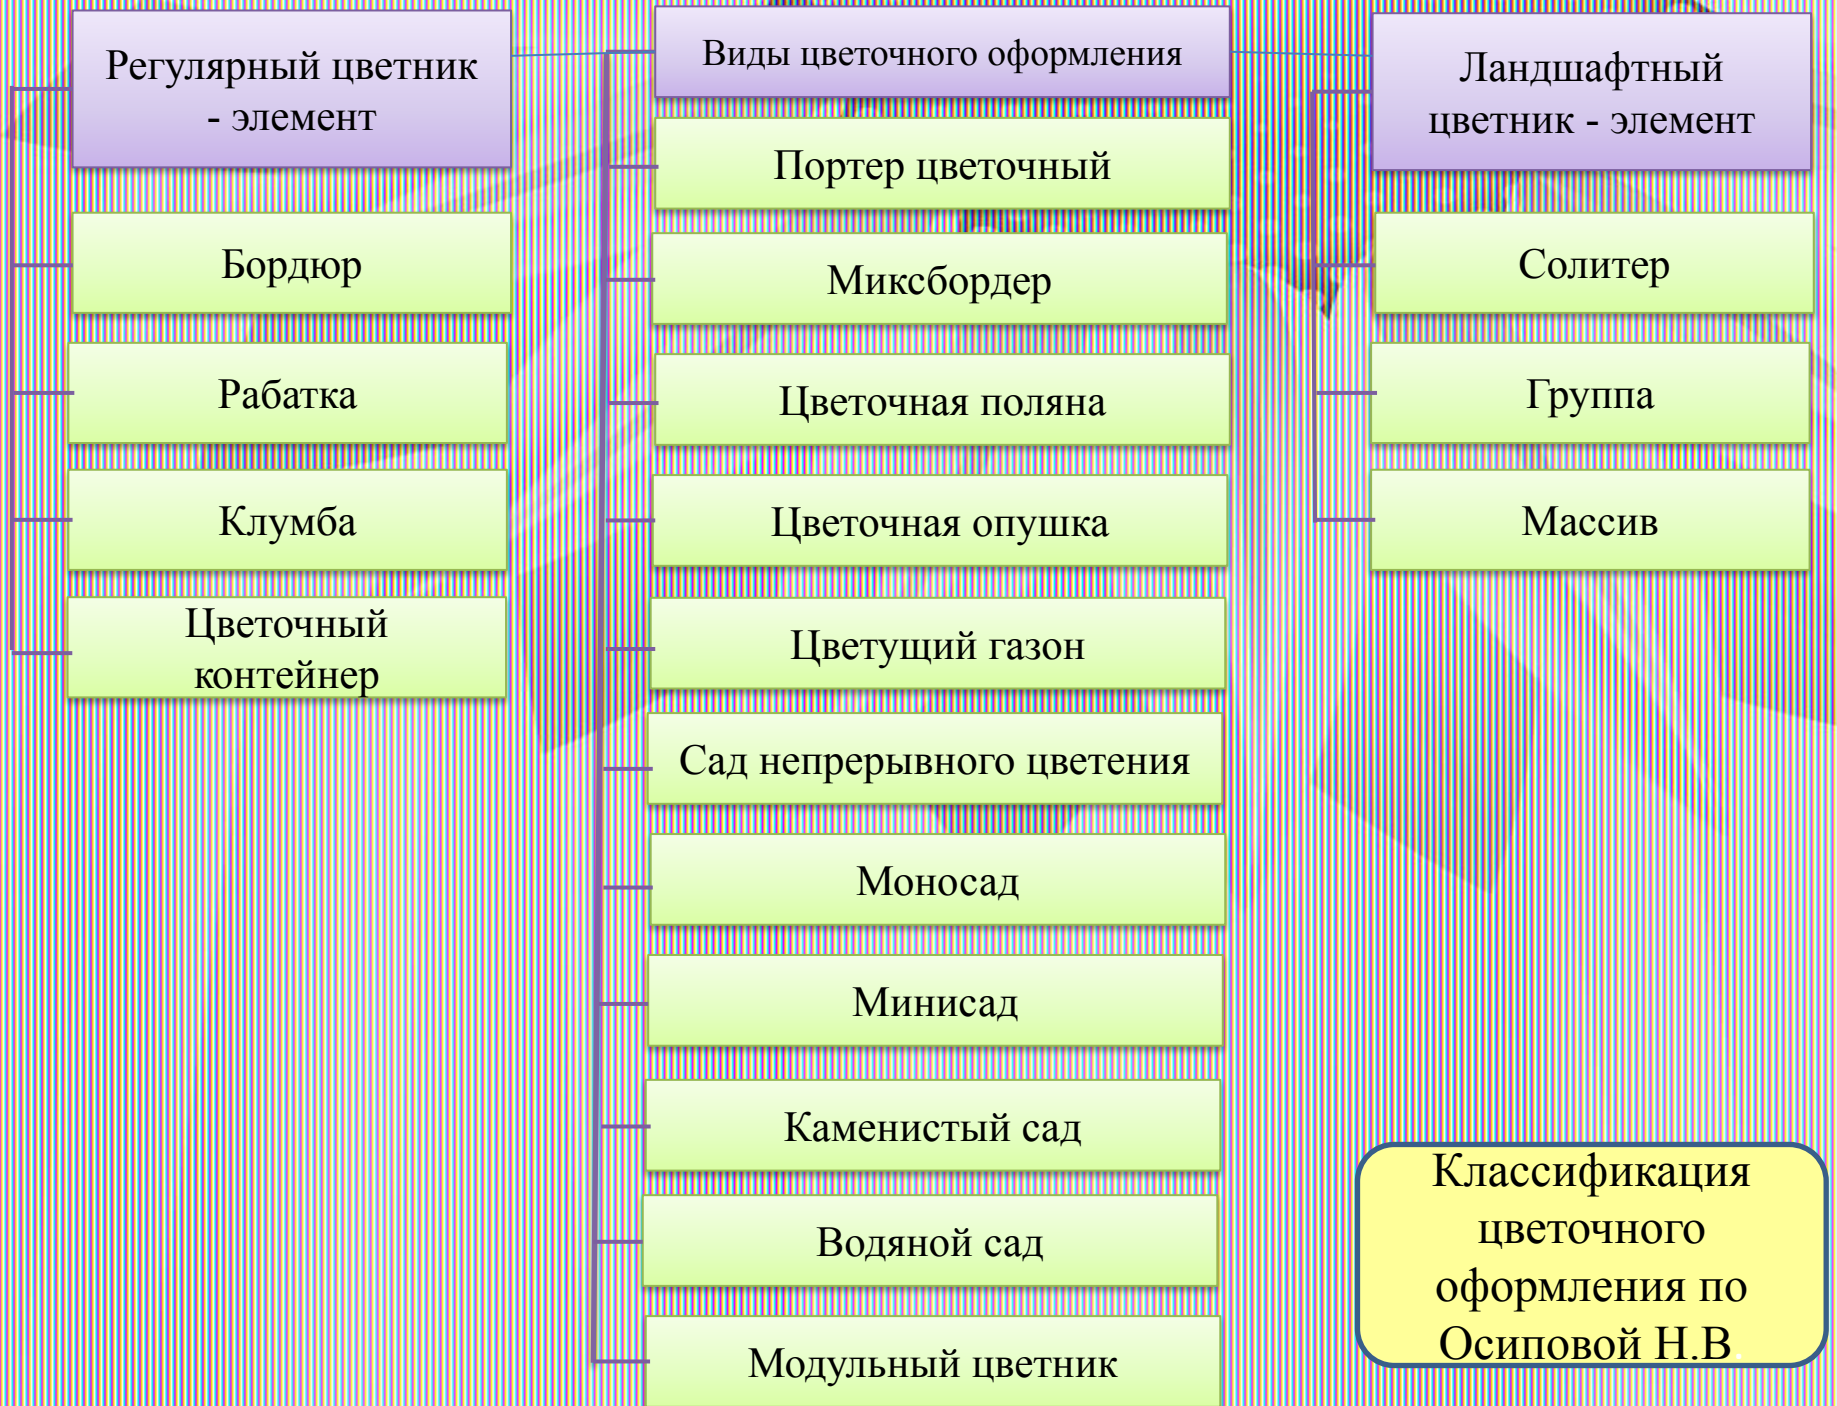 Регулярный цветник
- элемент
Бордюр
Рабатка
Клумба
Цветочный
контейнер
Виды цветочного оформления
Портер цветочный
Миксбордер
Цветочная поляна
Цветочная опушка
Цветущий газон
Сад непрерывного цветения
Моносад
Минисад
Каменистый сад
Водяной сад
Модульный цветник
Ландшафтный
цветник - элемент
Солитер
Группа
Массив
Классификация
цветочного
оформления по
Осиповой Н.В.